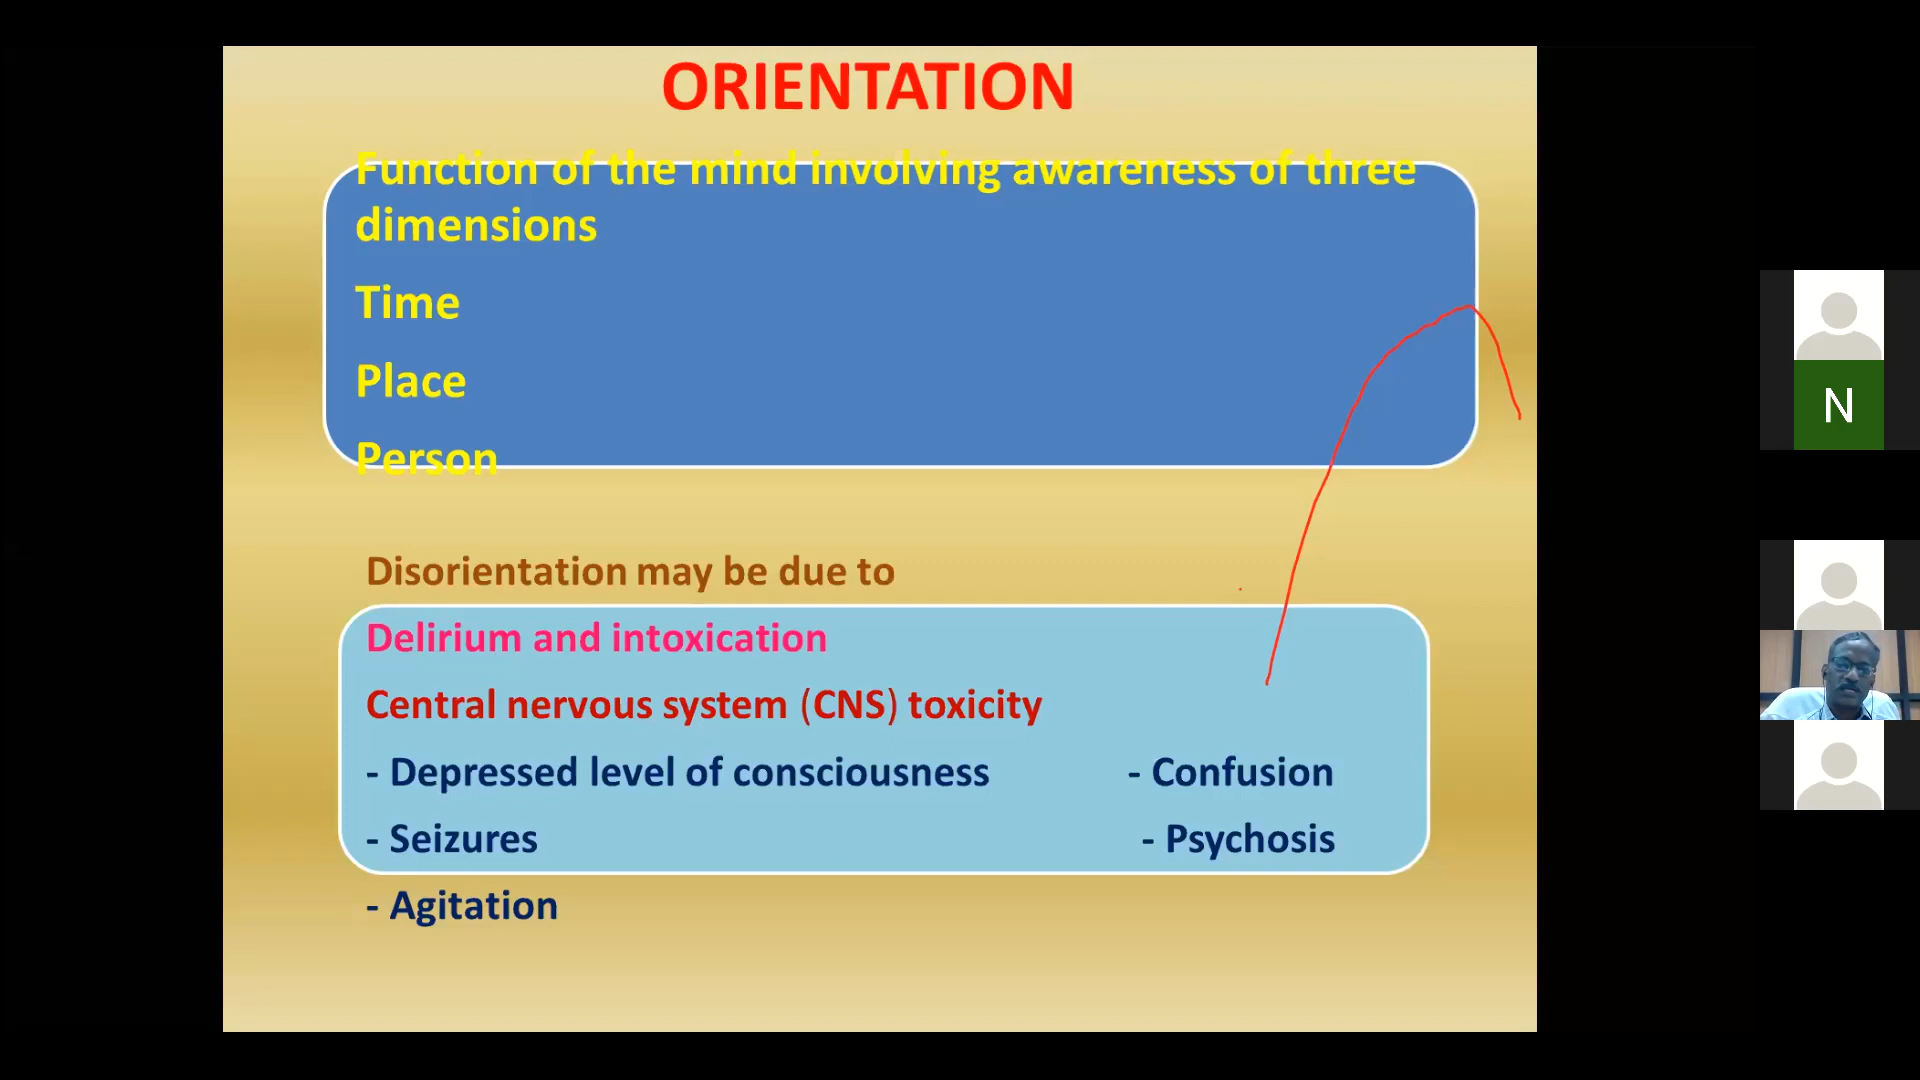 ORIENTATION
Function of the mind involving awareness of three
dimensions
Time
Place
Person
Disorientation may be due to
Delirium and intoxication
Central nervous system (CNS) toxicity
- Depressed level of consciousness - Confusion
- Seizures - Psychosis
- Agitation
N